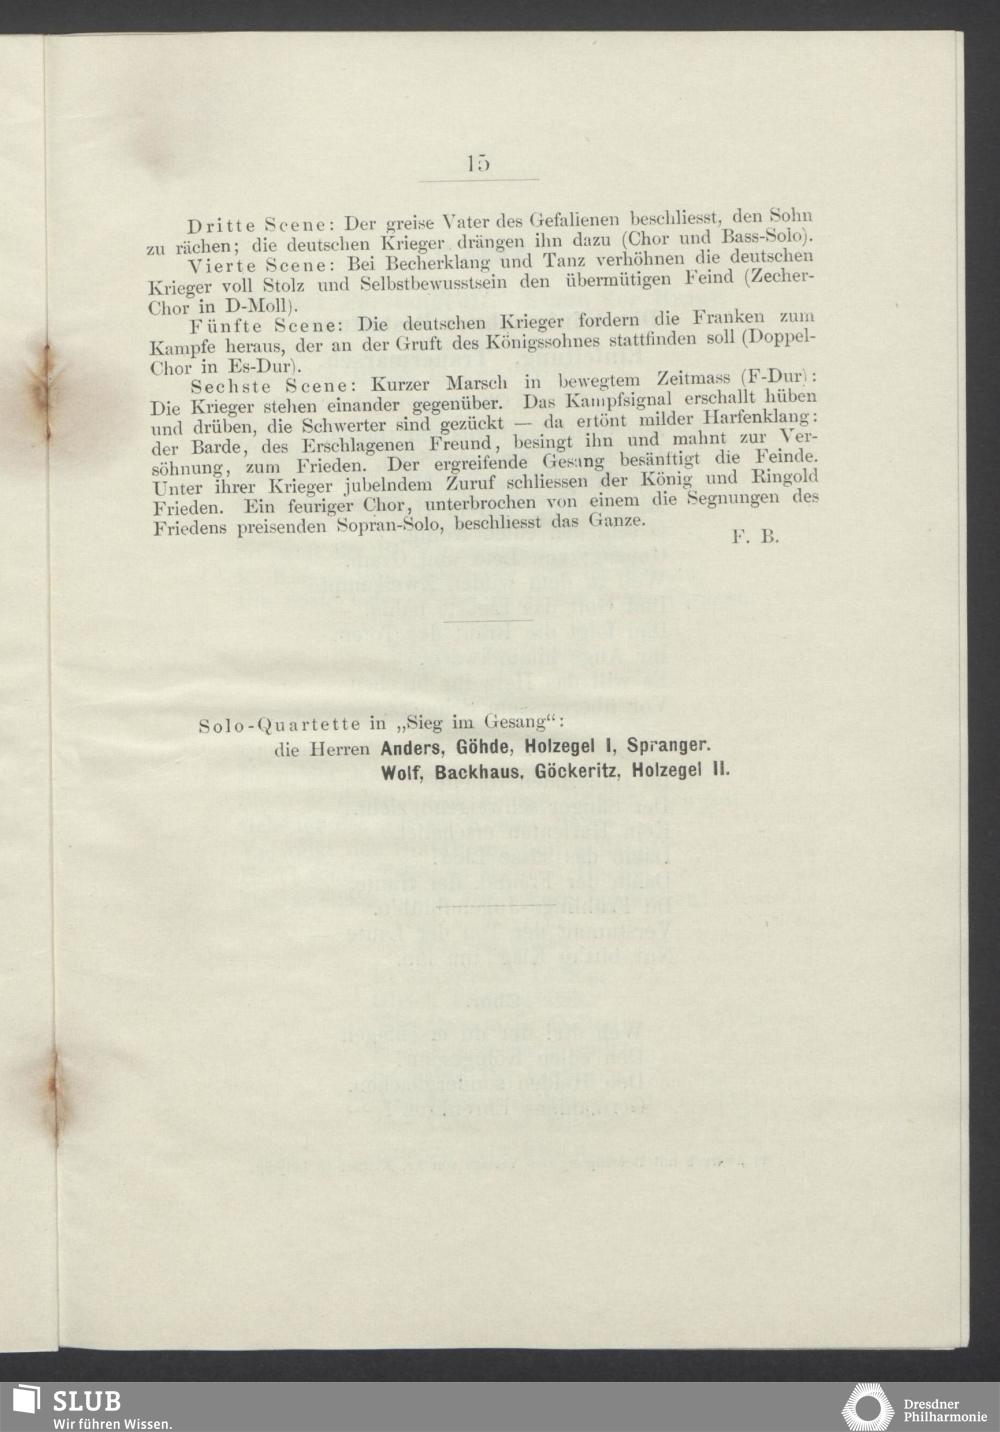 15
Dritte Scene: Der greise Vater des Gefallenen beschliesst, den Sohn
zu rächen; die deutschen Krieger drängen ihn dazu (Chor und Bass-Solo).
Vierte Scene: Bei Becherklang und Tanz verhöhnen die deutschen
Krieger voll Stolz und Selbstbewusstsein den übermütigen Feind (Zecher-
Chor in D-Moll).
Fünfte Scene: Die deutschen Krieger fordern die Franken zum
Kampfe heraus, der an der Gruft des Königssohnes stattfinden soll (Doppel-
Chor in Es-Dur).
Sechste Scene: Kurzer Marsch in bewegtem Zeitmass (F-Dur):
Die Krieger stehen einander gegenüber. Das Kampfsignal erschallt hüben
und drüben, die Schwerter sind gezückt — da ertönt milder Harfenklang:
der Barde, des Erschlagenen Freund, besingt ihn und mahnt zur Ver-
söhnung, zum Frieden. Der ergreifende Gesang besänftigt die Feinde.
Unter ihrer Krieger jubelndem Zuruf schliessen der König und Ringold
Frieden. Ein feuriger Chor, unterbrochen von einem die Segnungen des
Friedens preisenden Sopran-Solo, beschliesst das Ganze.
F. B.
Solo-Quartette in „Sieg im Gesang“:
die Herren Anders, Göhde, Holzegel I, Spranger.
Wolf, Backhaus, Göckeritz, Holzegel II.
SLUB
Wir führen Wissen.
Dresdner
Philharmonie